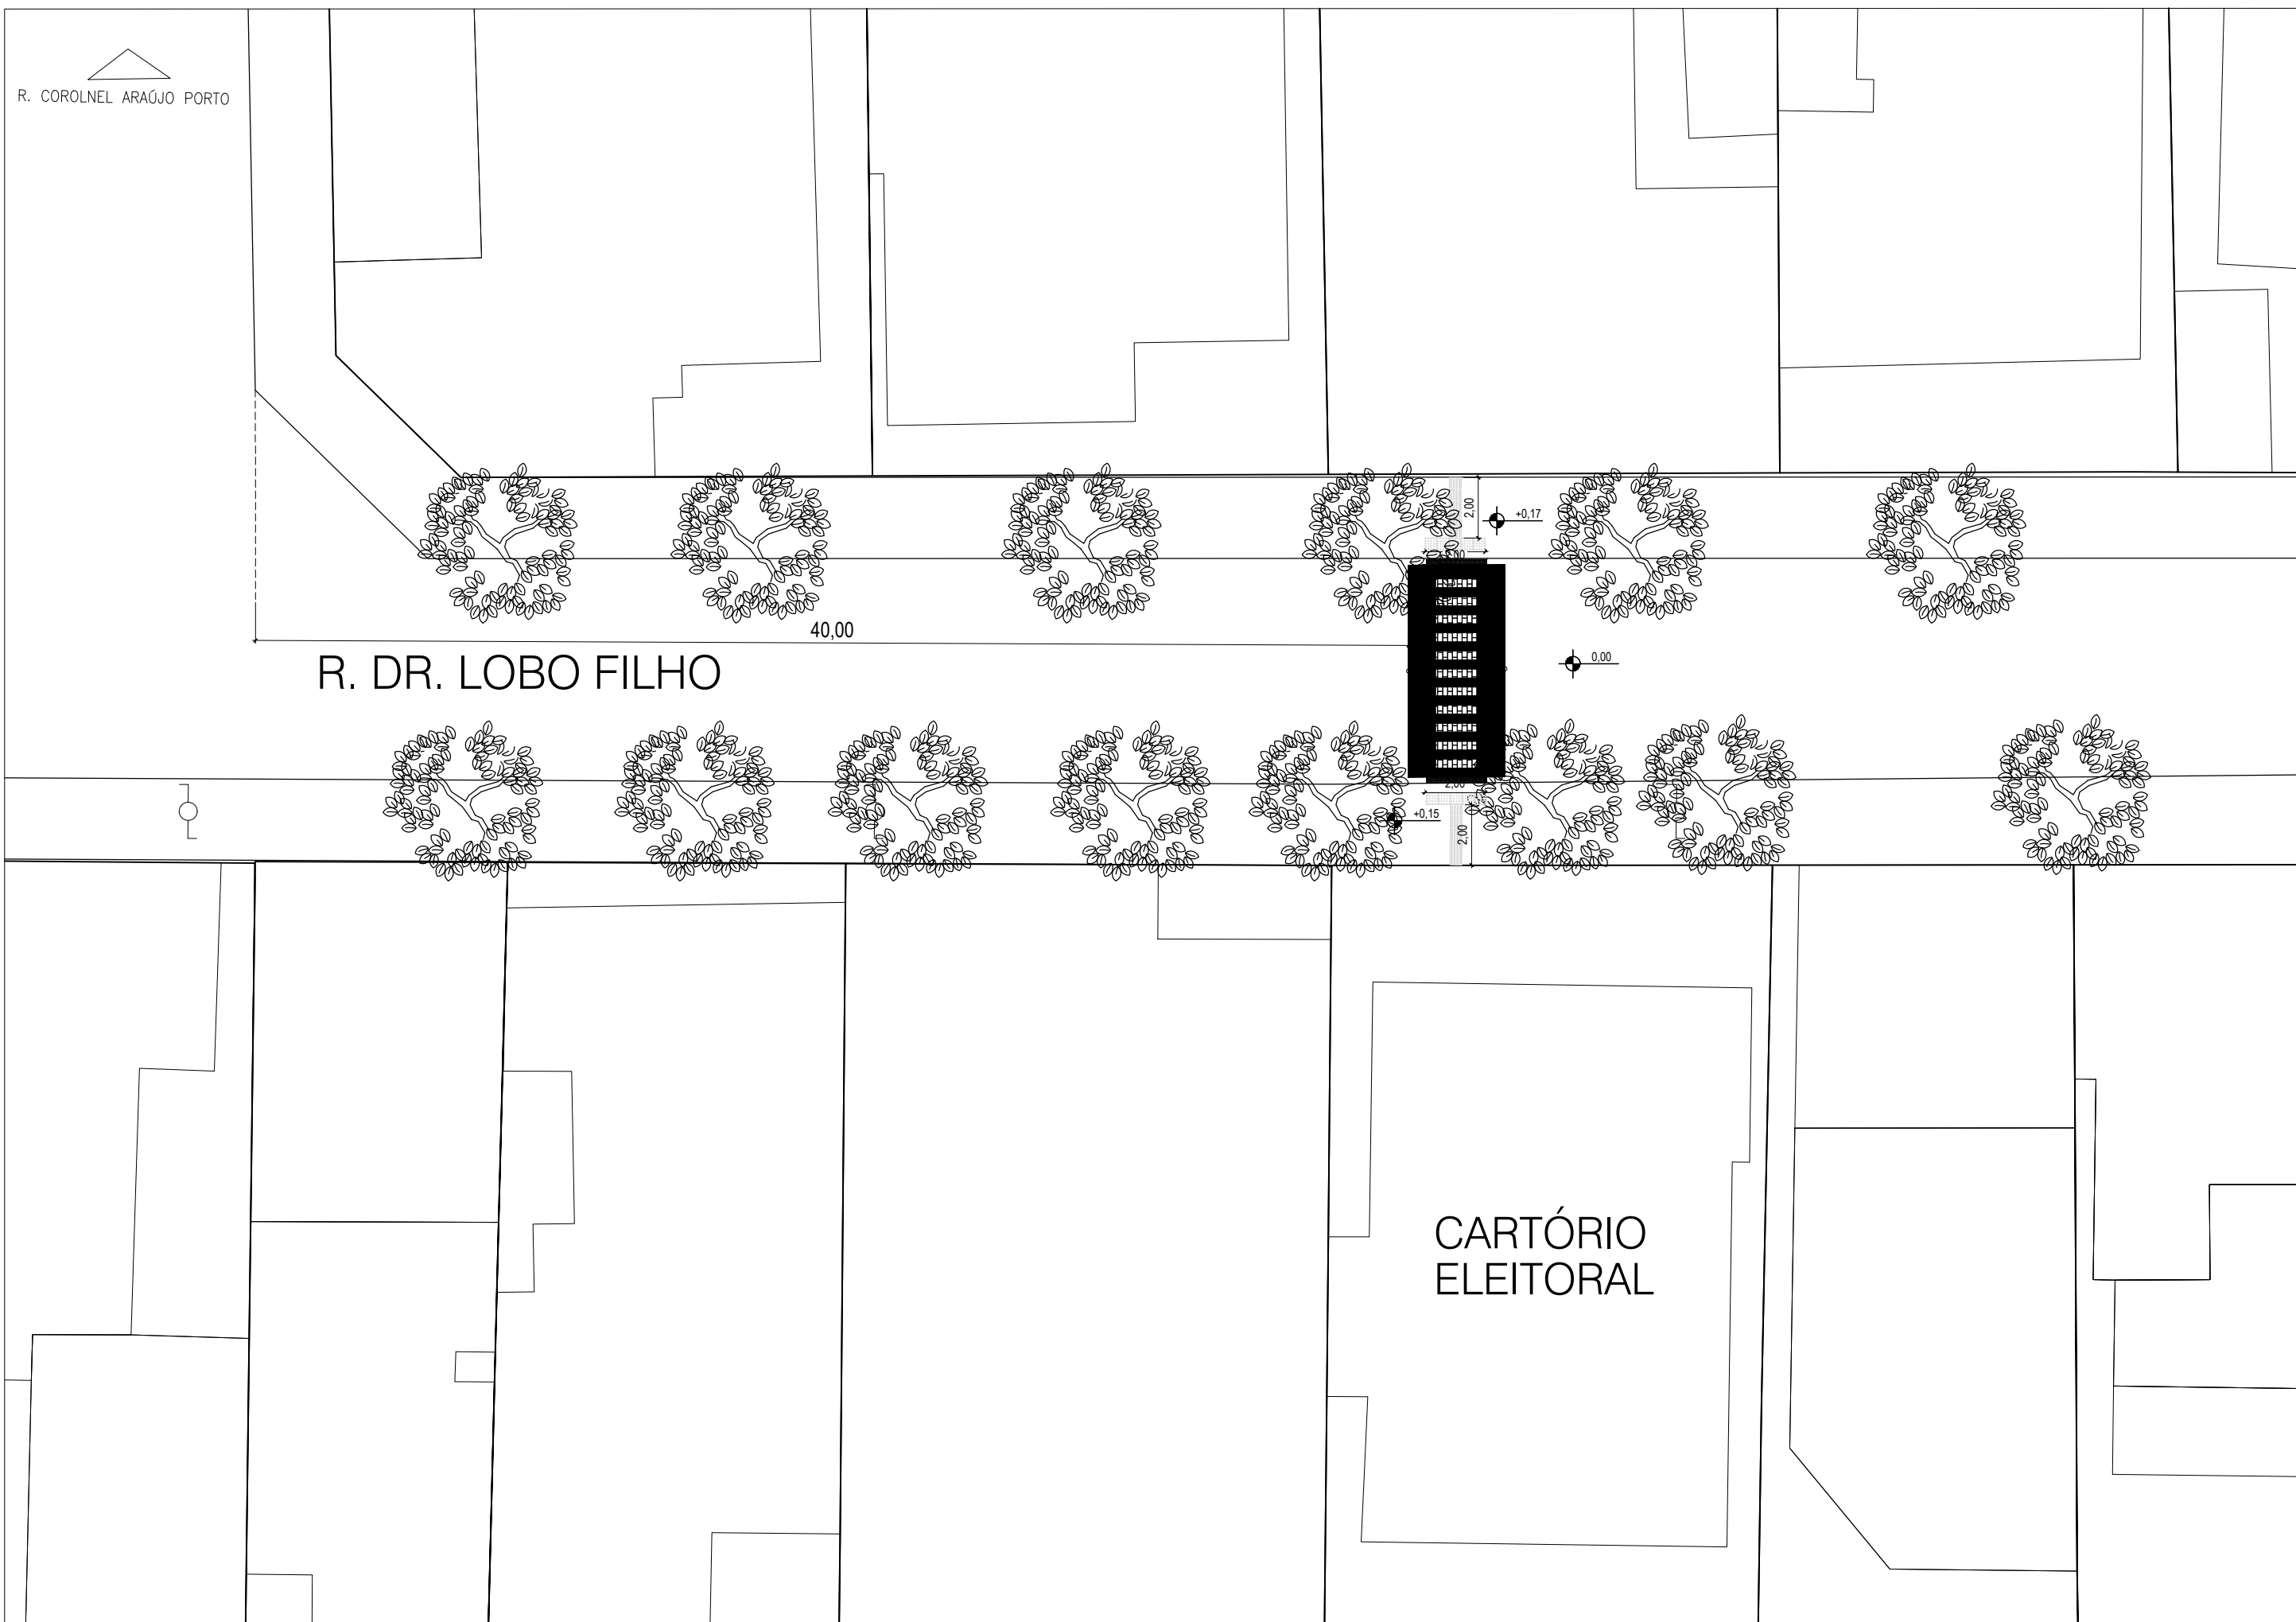 R. COROLNEL ARAÚJO PORTO
2,00
+0,17
40,00
R. DR. LOBO FILHO
0,00
2,00
+0,15
2,00
CARTÓRIO
ELEITORAL